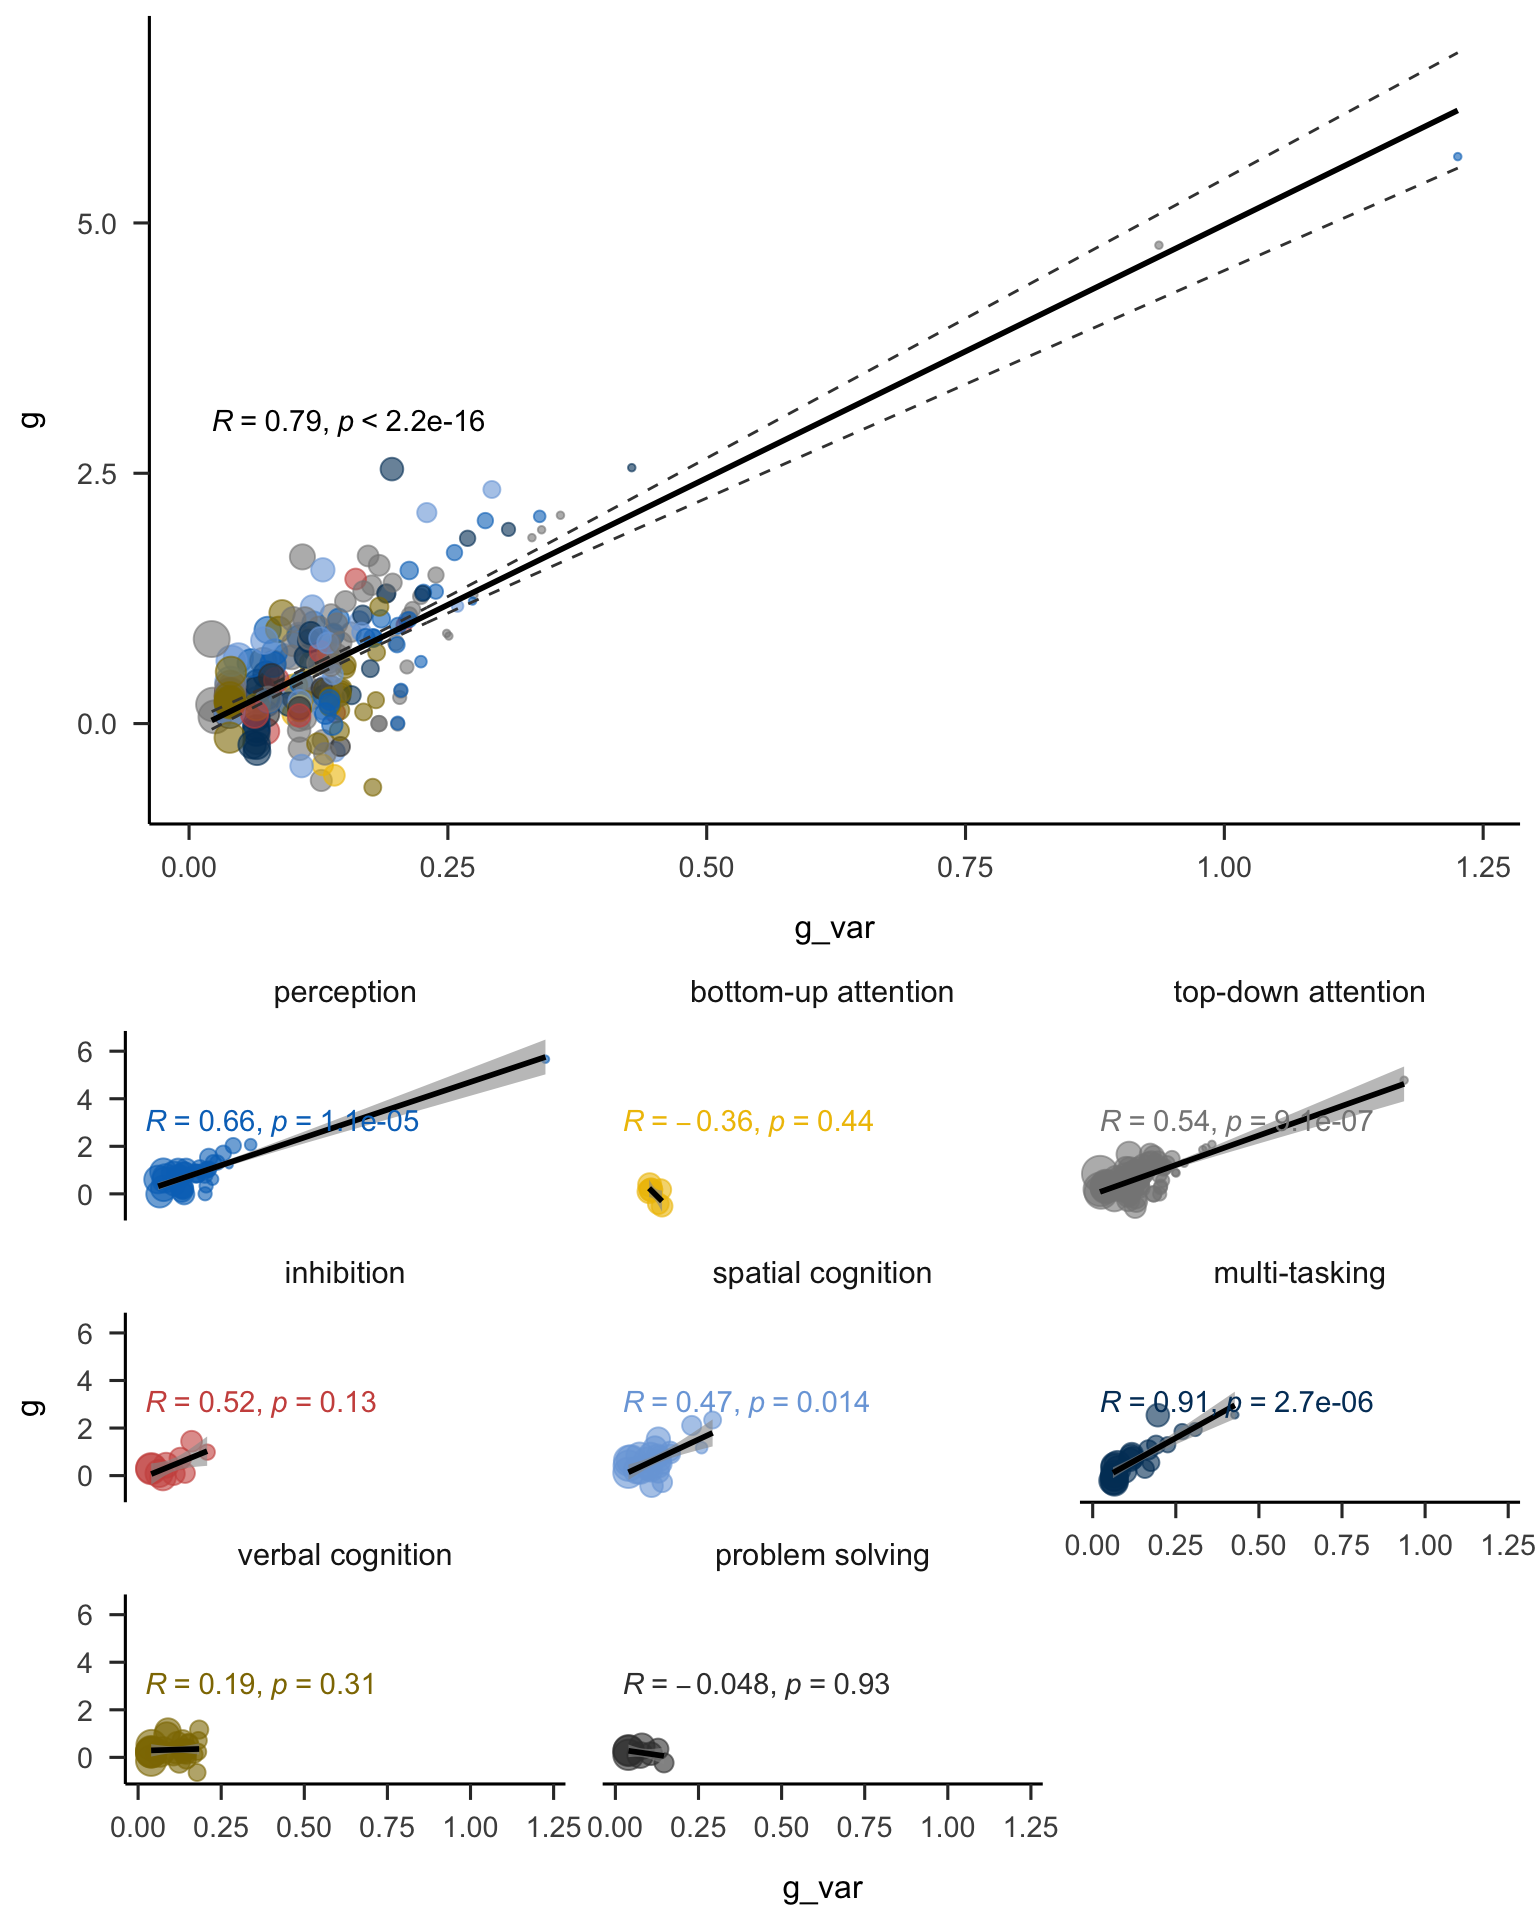 5.0
2.5
0.0
g
R = 0.79, p < 2.2e-16
0.00 0.25 0.50 0.75 1.00 1.25
g_var
perception bottom-up attention top-down attention
6
4
2
0
R = 0.66, p = 1.1e-05
R = −0.36, p = 0.44
R = 0.54, p = 9.1e-07
inhibition spatial cognition multi-tasking
6
4
2
0
g
R = 0.52, p = 0.13
R = 0.47, p = 0.014
R = 0.91, p = 2.7e-06
0.00 0.25 0.50 0.75 1.00 1.25
verbal cognition problem solving
6
4
2
0
R = 0.19, p = 0.31
R = −0.048, p = 0.93
0.00 0.25 0.50 0.75 1.00 1.25 0.00 0.25 0.50 0.75 1.00 1.25
g_var